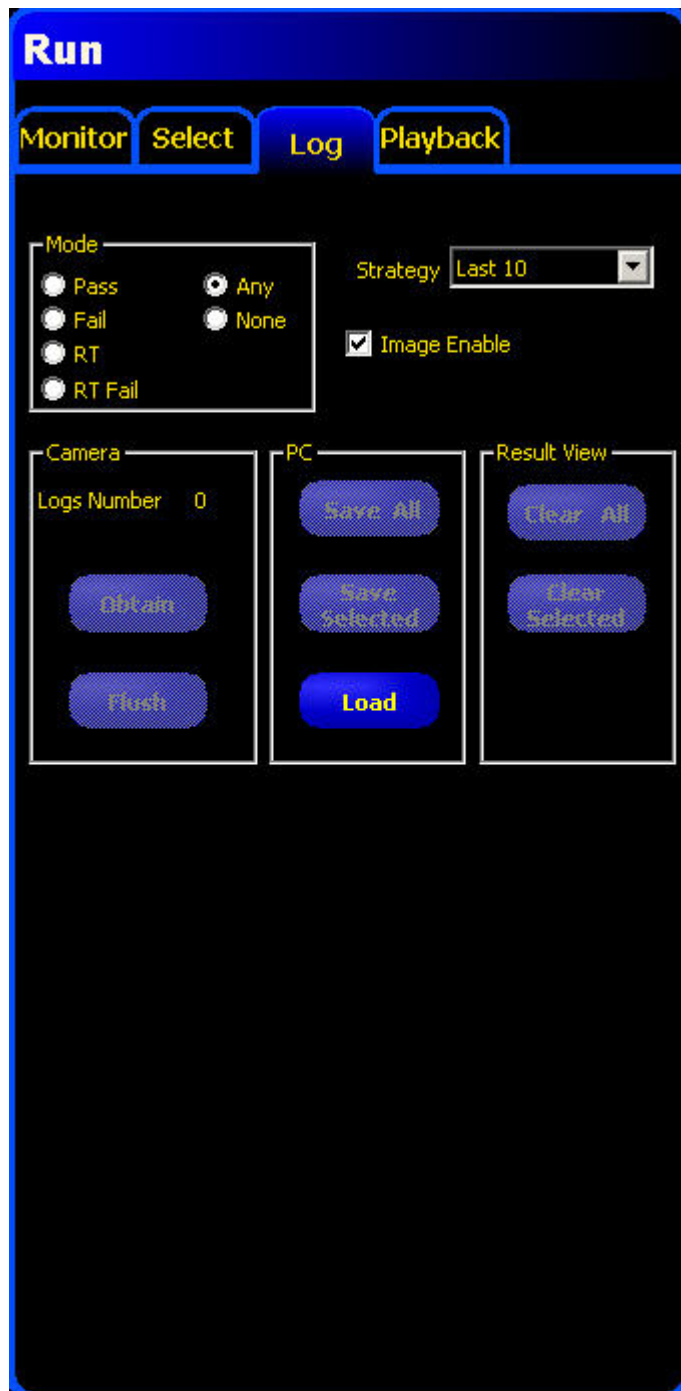 Run
Monitor Select Log Playback
Mode
Pass Any
Fail None
RT
RT Fail
Strategy Last 10
Image Enable
Camera
Logs Number 0
Obtain
Flush
PC
Save All
Save
Selected
Load
Result View
Clear All
Clear
Selected